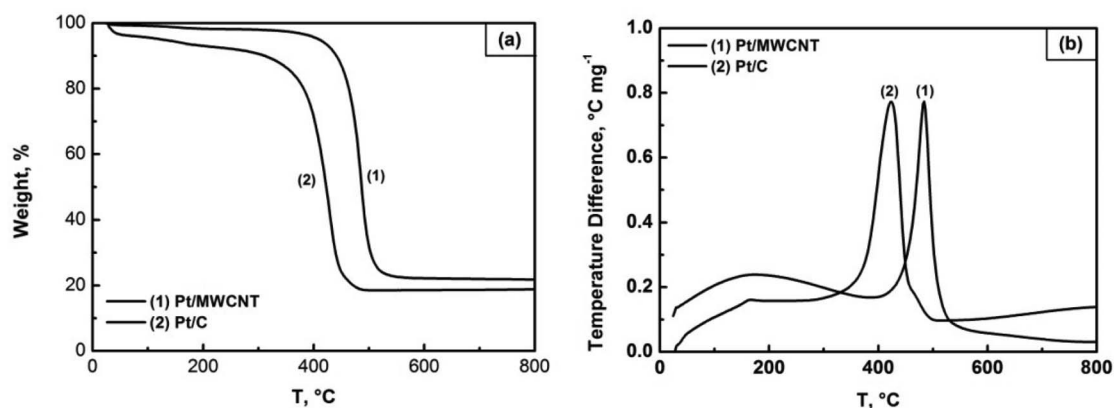 (a)
100
80
60
40
20
0
Weight, %
(2)
(1)
(1) Pt/MWCNT
(2) Pt/C
0
200
400
600
800
T, °C
(b)
1.0
0.8
0.6
0.4
0.2
0.0
Temperature Difference, °C mg⁻¹
(1) Pt/MWCNT
(2) Pt/C
(2)
(1)
0
200
400
600
800
T, °C